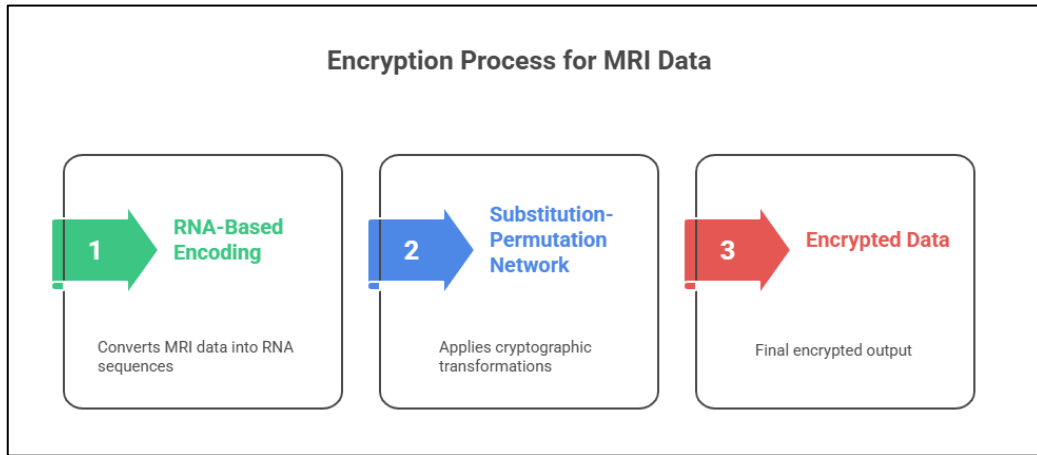 Encryption Process for MRI Data
1
RNA-Based
Encoding
Converts MRI data into RNA
sequences
2
Substitution-
Permutation
Network
Applies cryptographic
transformations
3
Encrypted Data
Final encrypted output